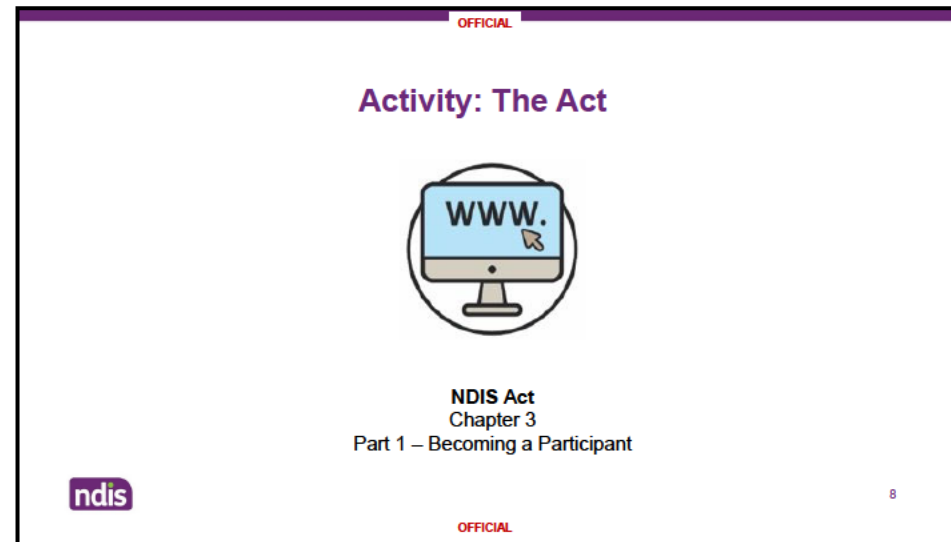 OFFICIAL
Activity: The Act
WWW.
NDIS Act
Chapter 3
Part 1 – Becoming a Participant
ndis
8
OFFICIAL